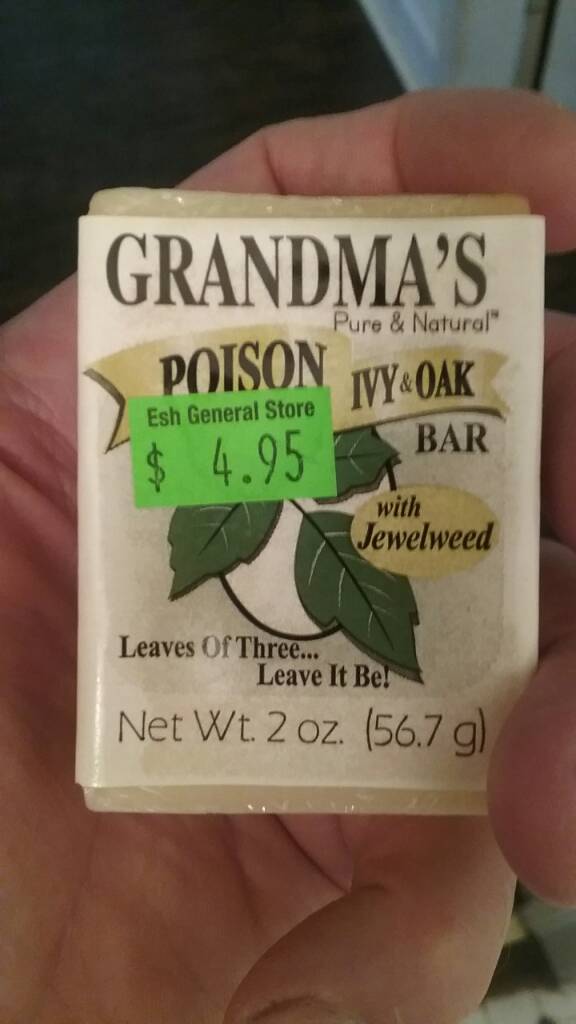 GRANDMA'S
Pure & Natural™
POISON IVY & OAK
BAR
Esh General Store
$ 4.95
with
Jewelweed
Leaves Of Three...
Leave It Be!
Net Wt. 2 oz. (56.7 g)